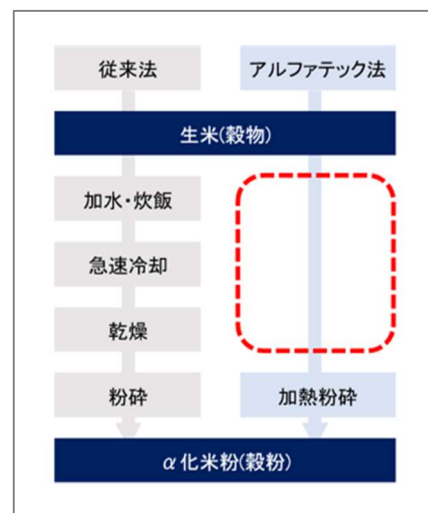 従来法
アルファテック法
生米(穀物)
加水・炊飯
急速冷却
乾燥
粉砕
加熱粉砕
α化米粉(穀粉)